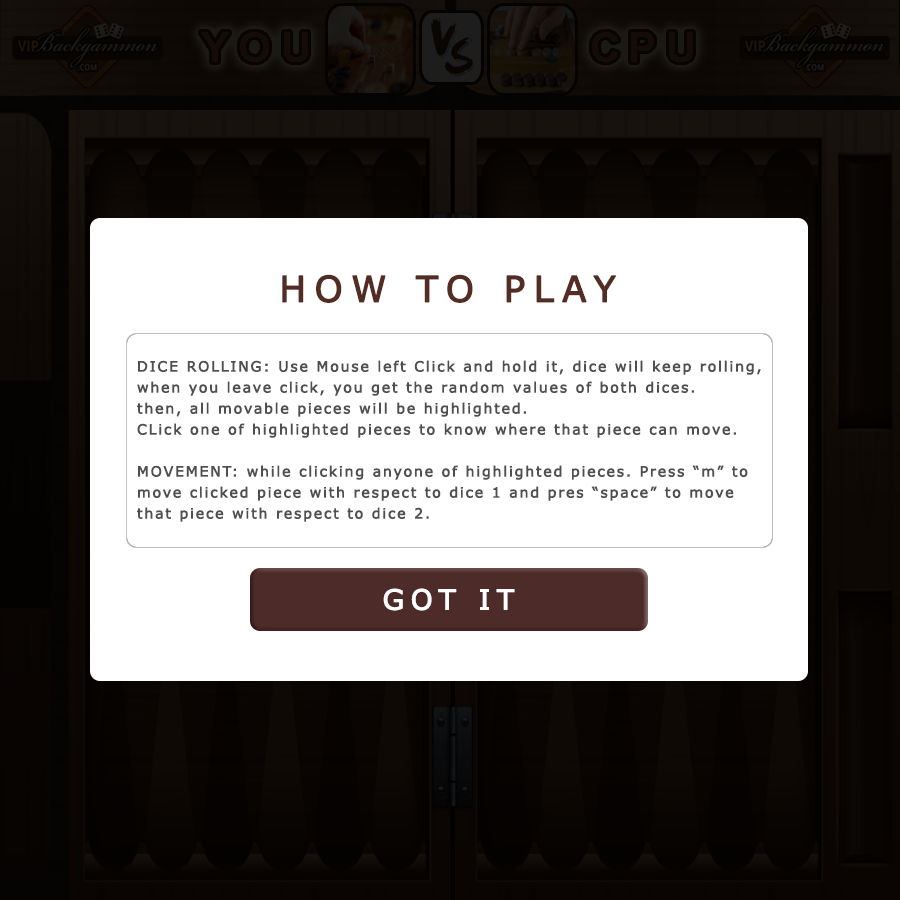 VIP Backgammon .COM
YOU
VS
CPU
VIP Backgammon .COM
HOW TO PLAY
DICE ROLLING: Use Mouse left Click and hold it, dice will keep rolling,
when you leave click, you get the random values of both dices.
then, all movable pieces will be highlighted.
CLick one of highlighted pieces to know where that piece can move.
MOVEMENT: while clicking anyone of highlighted pieces. Press “m” to
move clicked piece with respect to dice 1 and pres “space” to move
that piece with respect to dice 2.
GOT IT